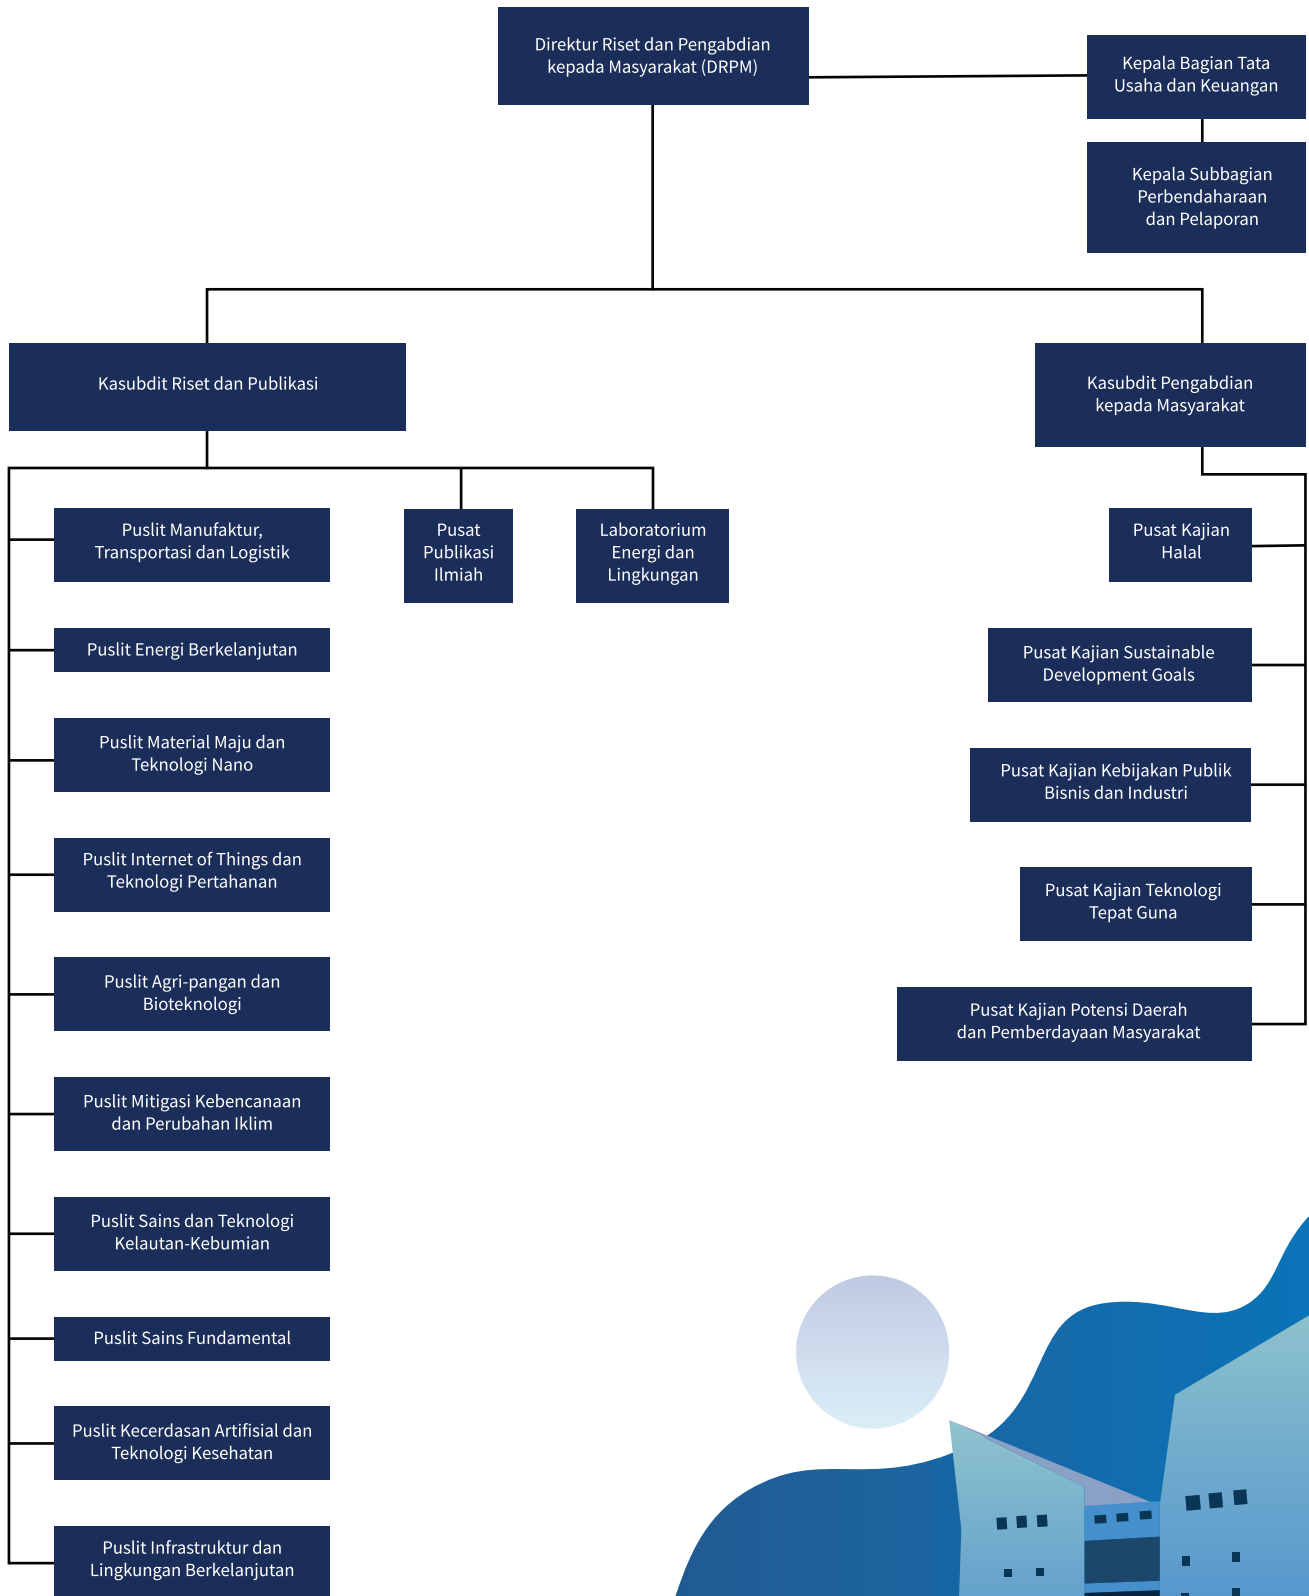 Direktur Riset dan Pengabdian
kepada Masyarakat (DRPM)
Kepala Bagian Tata
Usaha dan Keuangan
Kepala Subbagian
Perbendaharaan
dan Pelaporan
Kasubdit Riset dan Publikasi
Kasubdit Pengabdian
kepada Masyarakat
Puslit Manufaktur,
Transportasi dan Logistik
Puslit Energi Berkelanjutan
Puslit Material Maju dan
Teknologi Nano
Puslit Internet of Things dan
Teknologi Pertahanan
Puslit Agri-pangan dan
Bioteknologi
Puslit Mitigasi Kebencanaan
dan Perubahan Iklim
Puslit Sains dan Teknologi
Kelautan-Kebumian
Puslit Sains Fundamental
Puslit Kecerdasan Artifisial dan
Teknologi Kesehatan
Puslit Infrastruktur dan
Lingkungan Berkelanjutan
Pusat
Publikasi
Ilmiah
Laboratorium
Energi dan
Lingkungan
Pusat Kajian
Halal
Pusat Kajian Sustainable
Development Goals
Pusat Kajian Kebijakan Publik
Bisnis dan Industri
Pusat Kajian Teknologi
Tepat Guna
Pusat Kajian Potensi Daerah
dan Pemberdayaan Masyarakat